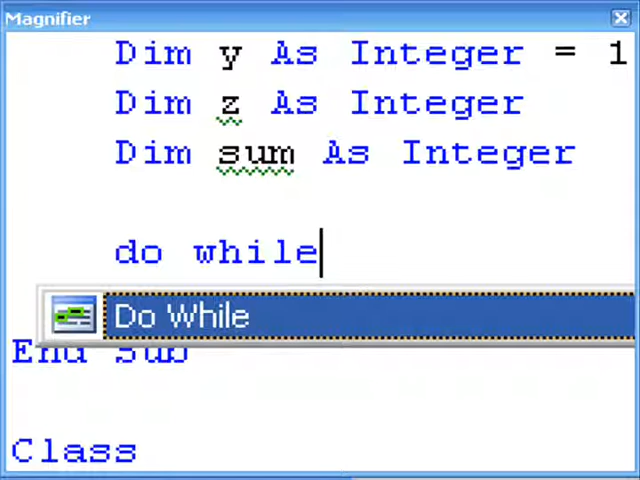 Magnifier
Dim y As Integer = 1
Dim z As Integer
Dim sum As Integer
do while
Do While
End Sub
Class